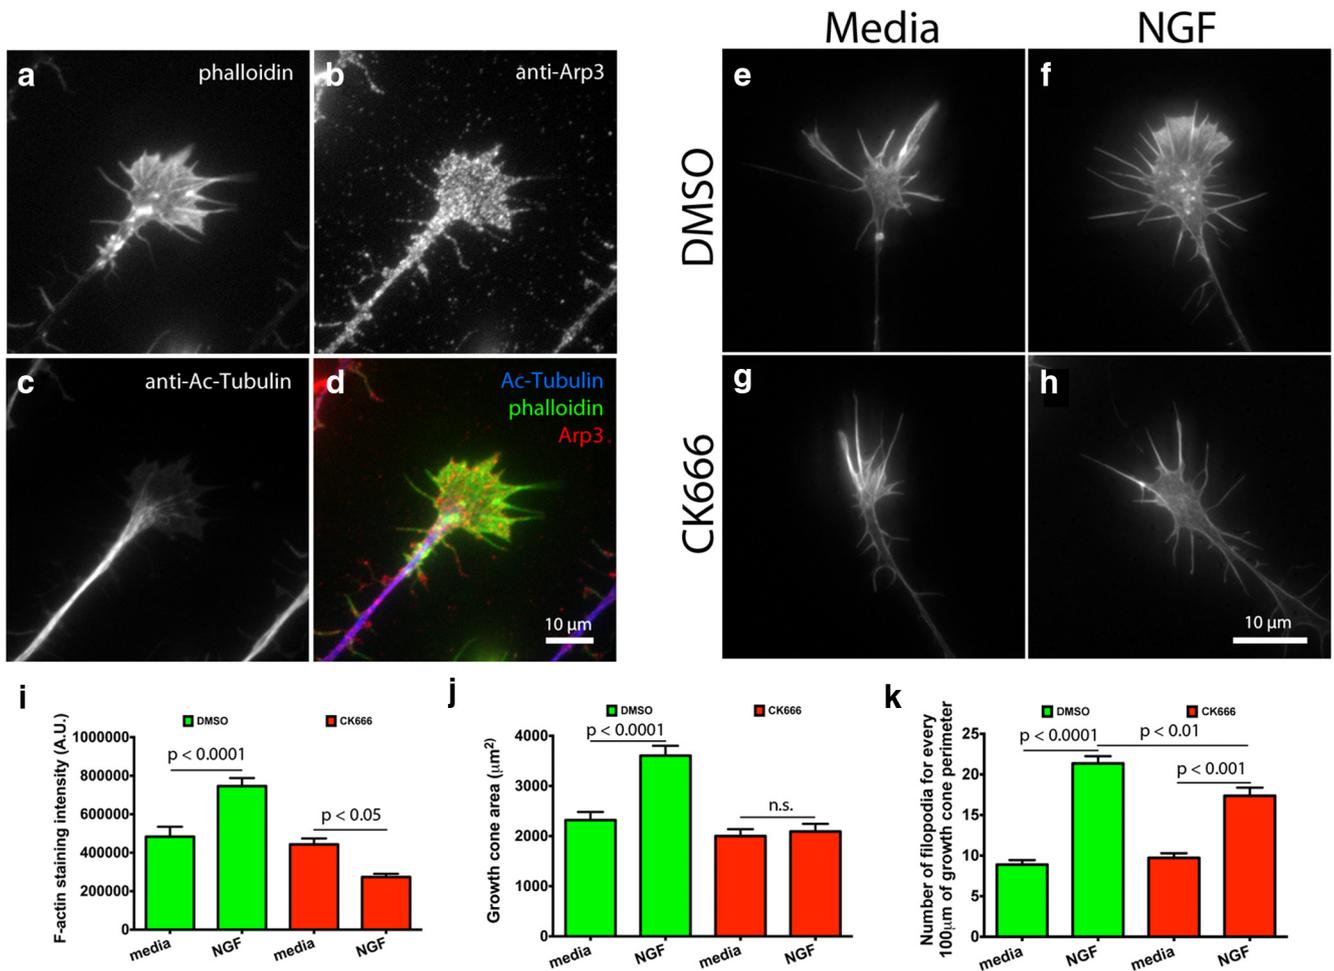 Media
NGF
a
phalloidin
b
anti-Arp3
c
anti-Ac-Tubulin
d
Ac-Tubulin
phalloidin
Arp3
10 μm
DMSO
CK666
e
f
g
h
10 μm
i
DMSO
CK666
F-actin staining intensity (A.U.)
1000000
800000
600000
400000
200000
0
p < 0.0001
p < 0.05
media
NGF
media
NGF
j
DMSO
CK666
Growth cone area (μm²)
4000
3000
2000
1000
0
p < 0.0001
n.s.
media
NGF
media
NGF
k
DMSO
CK666
Number of filopodia for every
100μm of growth cone perimeter
25
20
15
10
5
0
p < 0.0001
p < 0.01
p < 0.001
media
NGF
media
NGF